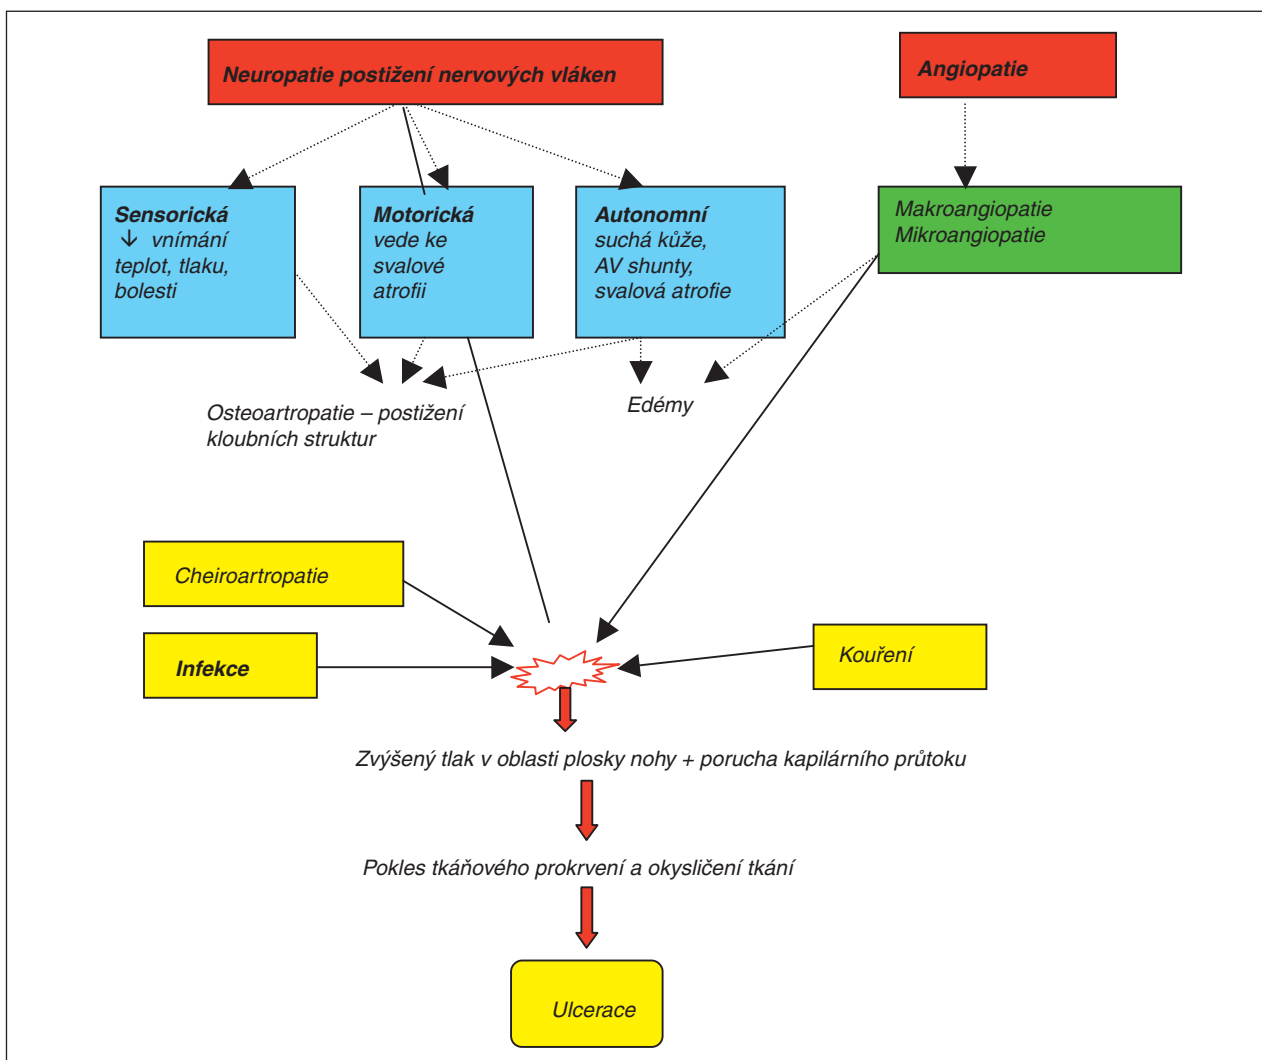 Neuropatie postižení nervových vláken
Angiopatie
Sensorická
↓ vnímání
teplot, tlaku,
bolesti
Motorická
vede ke
svalové
atrofii
Autonomní
suchá kůže,
AV shunty,
svalová atrofie
Makroangiopatie
Mikroangiopatie
Osteoartropatie – postižení
kloubních struktur
Edémy
Cheiroartropatie
Infekce
Kouření
Zvýšený tlak v oblasti plosky nohy + porucha kapilárního průtoku
Pokles tkáňového prokrvení a okysličení tkání
Ulcerace